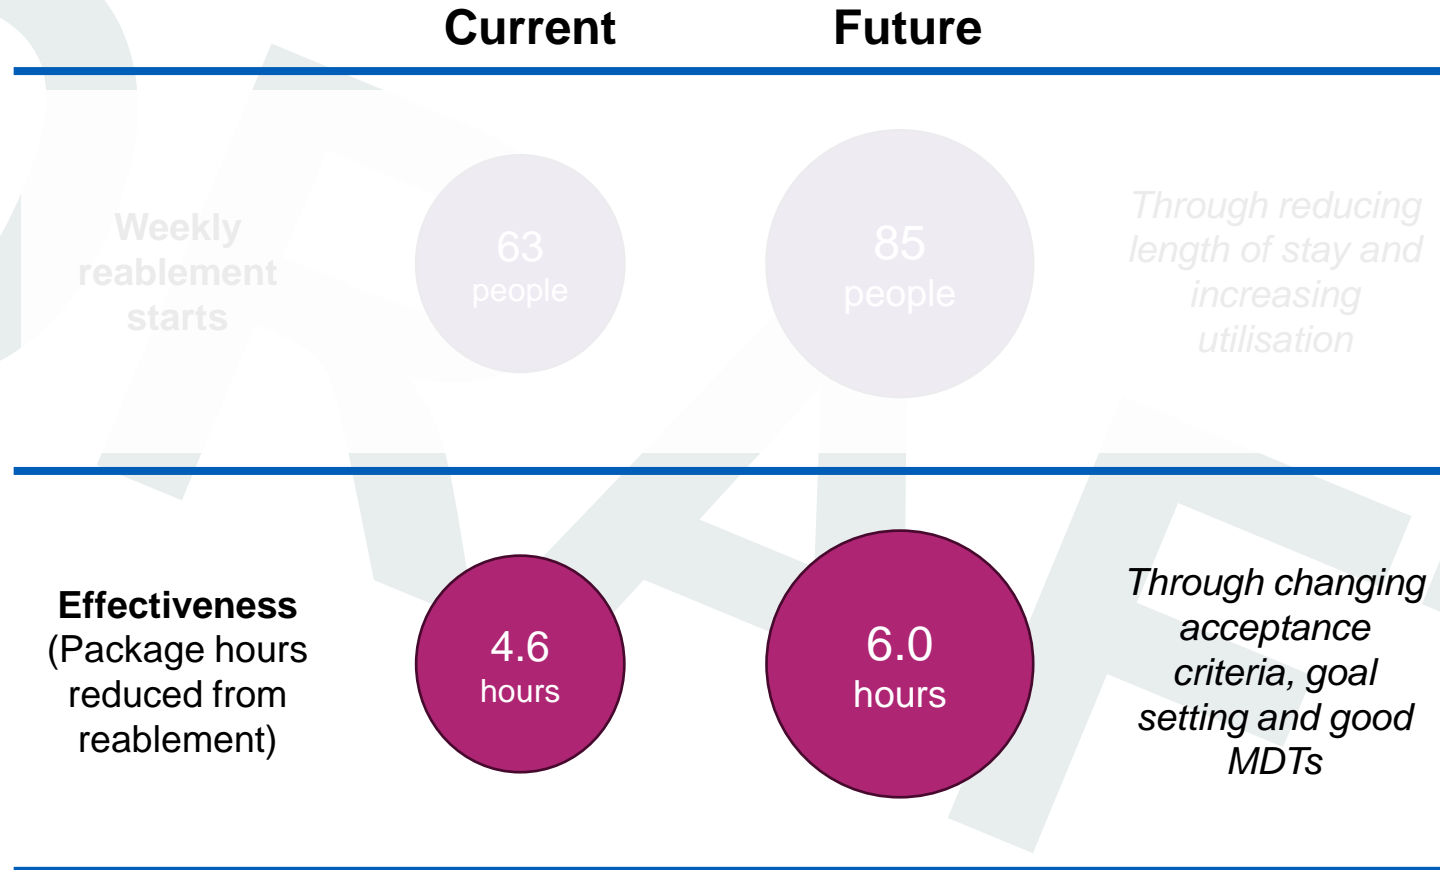 Current
Future
Weekly
reablement
starts
63
people
85
people
Through reducing
length of stay and
increasing
utilisation
Effectiveness
(Package hours
reduced from
reablement)
4.6
hours
6.0
hours
Through changing
acceptance
criteria, goal
setting and good
MDTs
DRAF